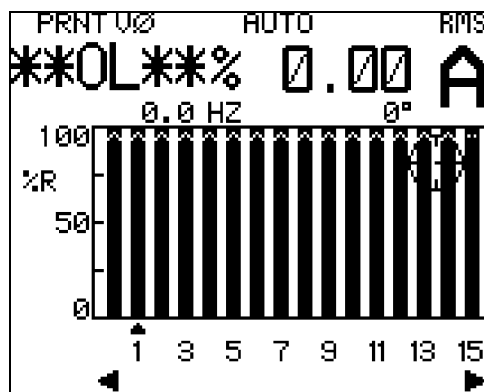 PRNT VØ AUTO RMS
**OL**% 0.00 A
0.0 HZ 0°
100
%R
50
0
1 3 5 7 9 11 13 15